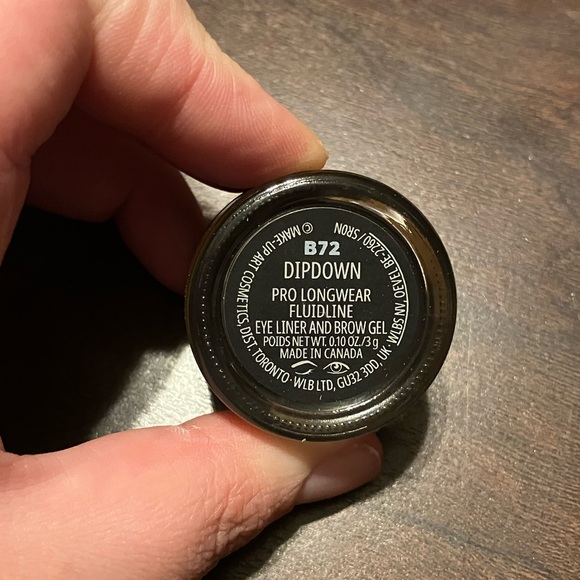 B72
DIPDOWN
PRO LONGWEAR
FLUIDLINE
EYE LINER AND BROW GEL
POIDS NET WT. 0.10 OZ./3 g
MADE IN CANADA
© MAKE-UP ART COSMETICS, DIST. TORONTO · WLB LTD, GU32 3DD, UK · WLBS NV OEVEL BE-2260 / SRON